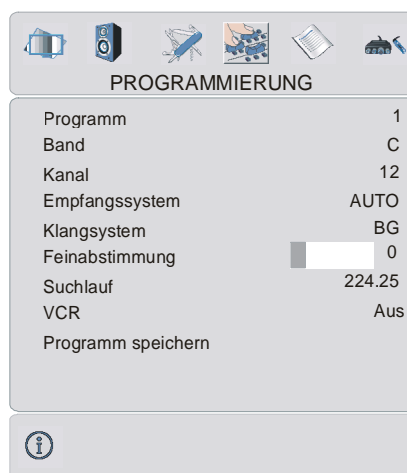 PROGRAMMIERUNG
Programm 1
Band C
Kanal 12
Empfangssystem AUTO
Klangsystem BG
Feinabstimmung 0
Suchlauf 224.25
VCR Aus
Programm speichern